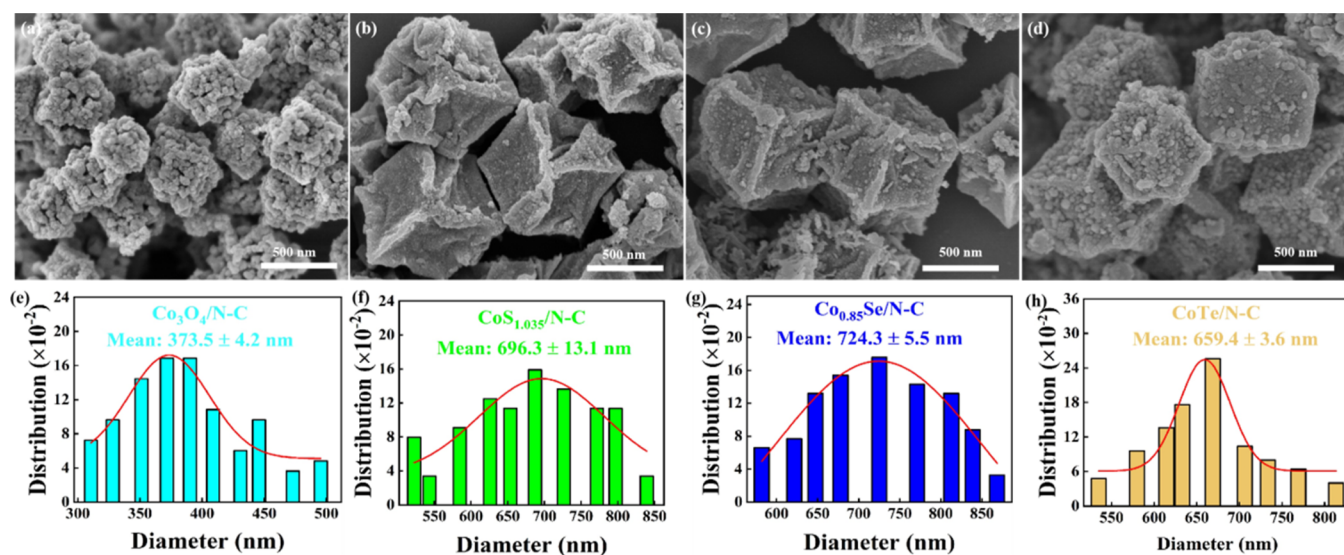 (a)
500 nm
(b)
500 nm
(c)
500 nm
(d)
500 nm
(e)
Co₃O₄/N-C
Mean: 373.5 ± 4.2 nm
Distribution (×10⁻²)
24
20
16
12
8
4
0
300 350 400 450 500
Diameter (nm)
(f)
CoS₁.₀₃₅/N-C
Mean: 696.3 ± 13.1 nm
Distribution (×10⁻²)
24
20
16
12
8
4
0
550 600 650 700 750 800 850
Diameter (nm)
(g)
Co₀.₈₅Se/N-C
Mean: 724.3 ± 5.5 nm
Distribution (×10⁻²)
24
20
16
12
8
4
0
600 650 700 750 800 850
Diameter (nm)
(h)
CoTe/N-C
Mean: 659.4 ± 3.6 nm
Distribution (×10⁻²)
36
30
24
18
12
6
0
550 600 650 700 750 800
Diameter (nm)